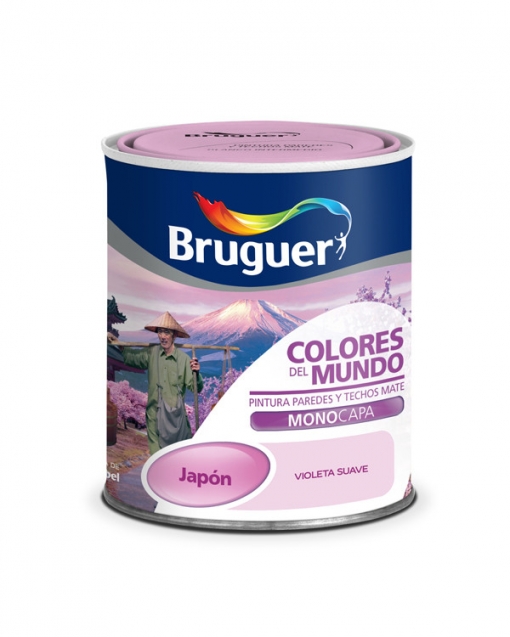 Bruguer
Bruguer
COLORES
DEL MUNDO
PINTURA PAREDES Y TECHOS MATE
MONOCAPA
Japón
VIOLETA SUAVE